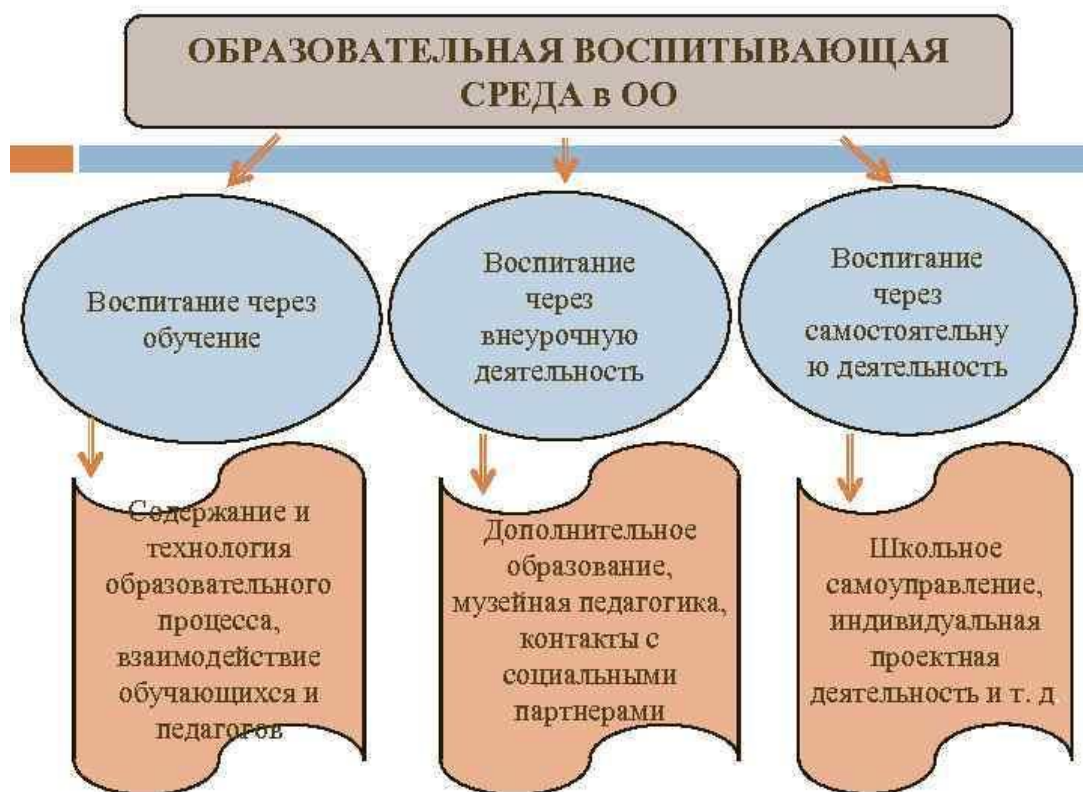 ОБРАЗОВАТЕЛЬНАЯ ВОСПИТЫВАЮЩАЯ
СРЕДА в ОО
Воспитание через
обучение
Воспитание
через
внеурочную
деятельность
Воспитание
через
самостоятельну
ю деятельность
Содержание и
технология
образовательного
процесса,
взаимодействие
обучающихся и
педагогов
Дополнительное
образование,
музейная педагогика,
контакты с
социальными
партнерами
Школьное
самоуправление,
индивидуальная
проектная
деятельность и т. д.